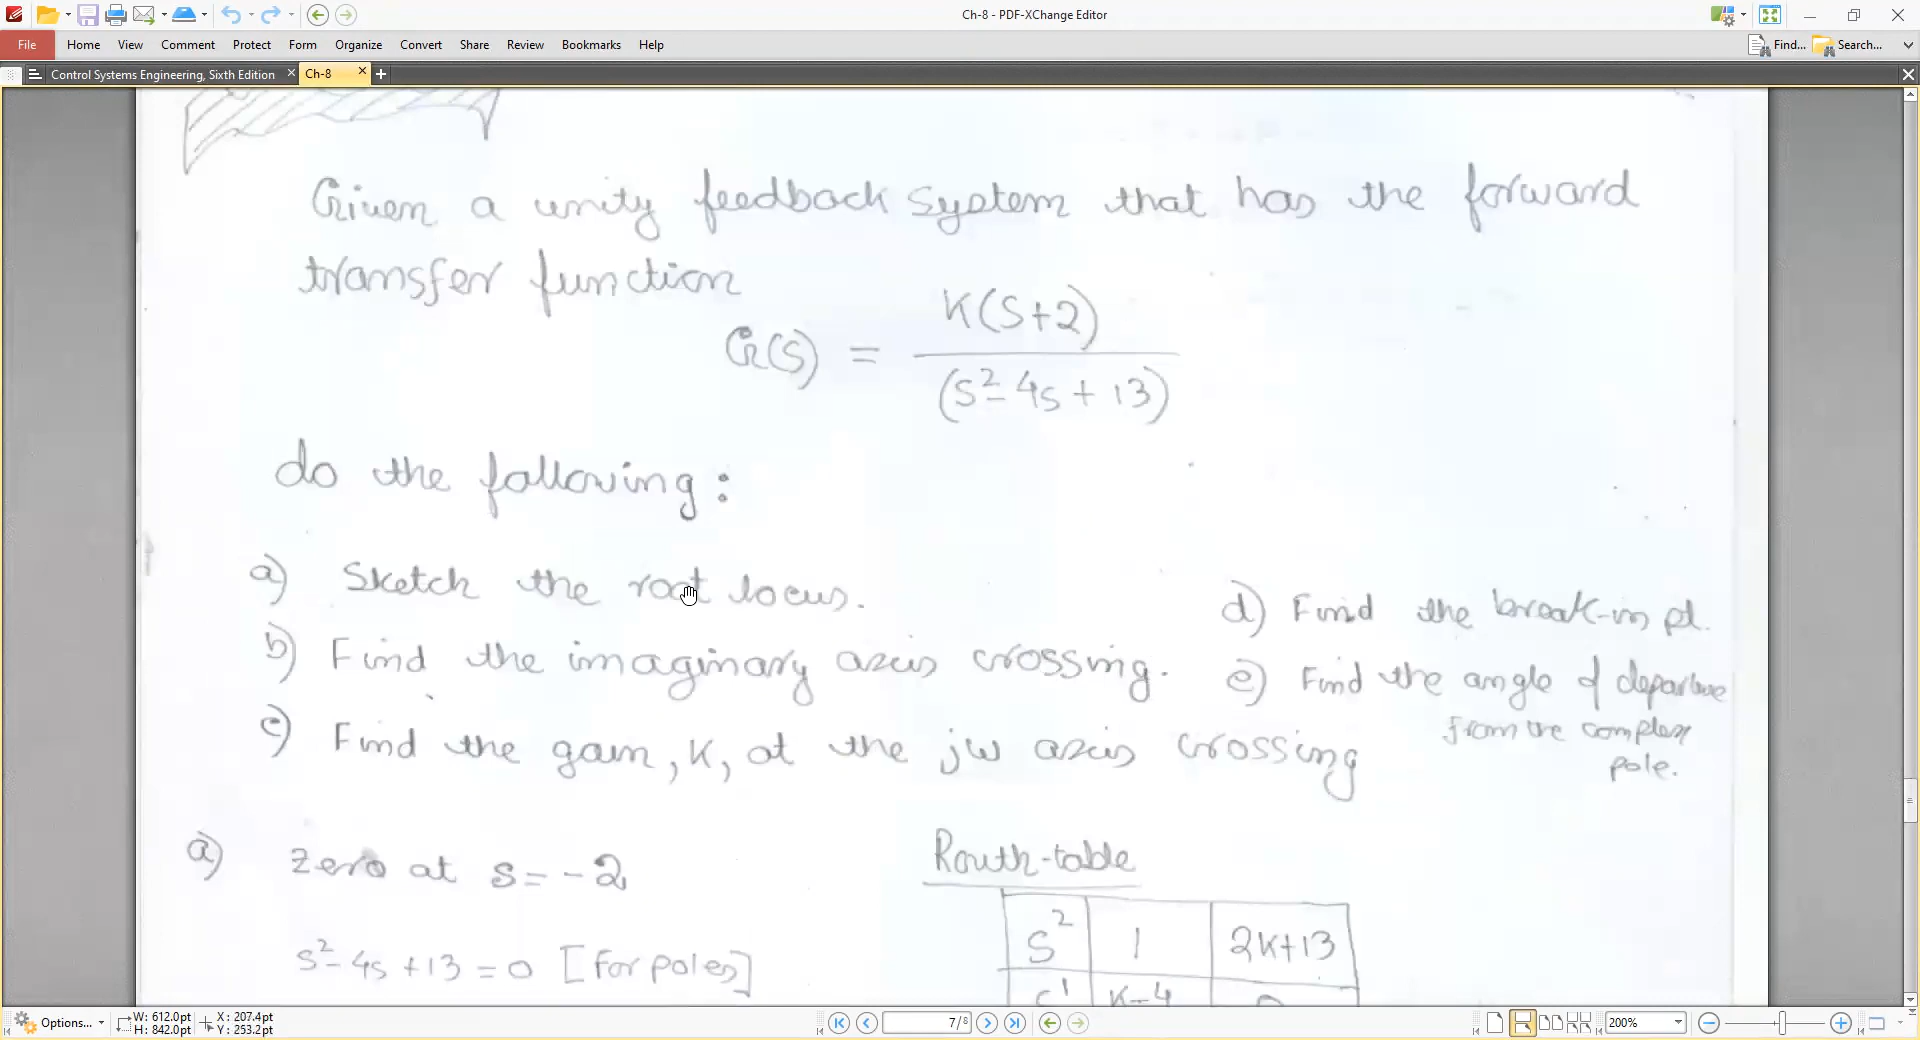 Ch-8 - PDF-XChange Editor
File Home View Comment Protect Form Organize Convert Share Review Bookmarks Help
Find... Search...
Control Systems Engineering, Sixth Edition Ch-8
Given a unity feedback system that has the forward
transfer function
G(s) = K(S+2)
(s² - 4s + 13)
do the following:
a) Sketch the root locus.
b) Find the imaginary axis crossing.
c) Find the gain, K, at the jw axis crossing
d) Find the break-in pt.
e) Find the angle of departure
from the complex
pole.
a) Zero at s = -2
s² - 4s + 13 = 0 [For poles]
Routh-table
S² 1 2K+13
S¹ K-4 0
Options... W: 612.0pt H: 842.0pt X: 207.4pt Y: 253.2pt 7/8 200%